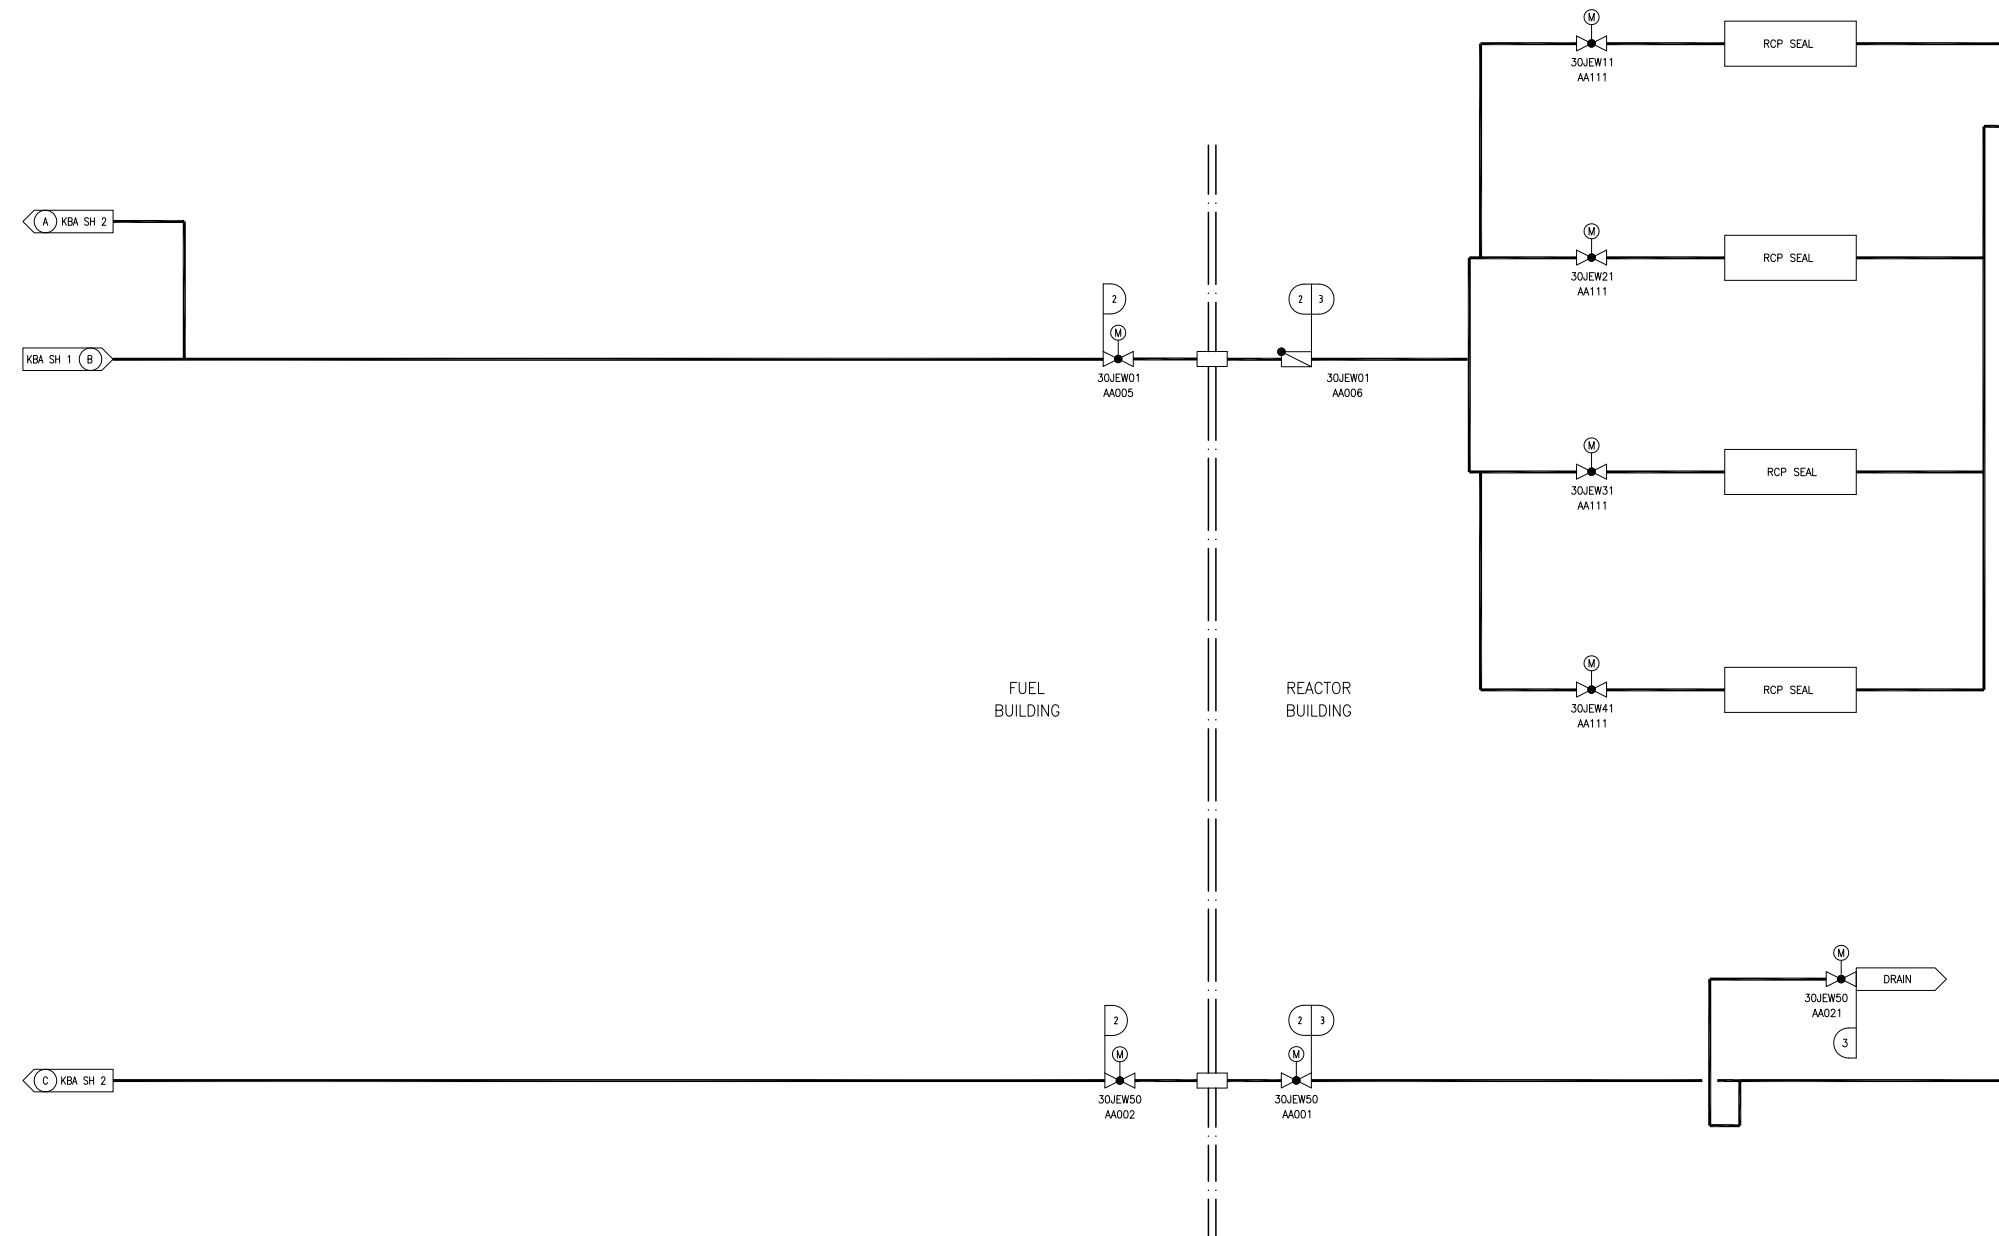 M
RCP SEAL
30JEW11
AA111
A KBA SH 2
M
RCP SEAL
30JEW21
AA111
2
2 3
M
KBA SH 1 B
30JEW01
AA005
30JEW01
AA006
M
RCP SEAL
30JEW31
AA111
M
FUEL
BUILDING
REACTOR
BUILDING
RCP SEAL
30JEW41
AA111
M
DRAIN
30JEW50
AA021
3
2
2 3
M
M
C KBA SH 2
30JEW50
AA002
30JEW50
AA001